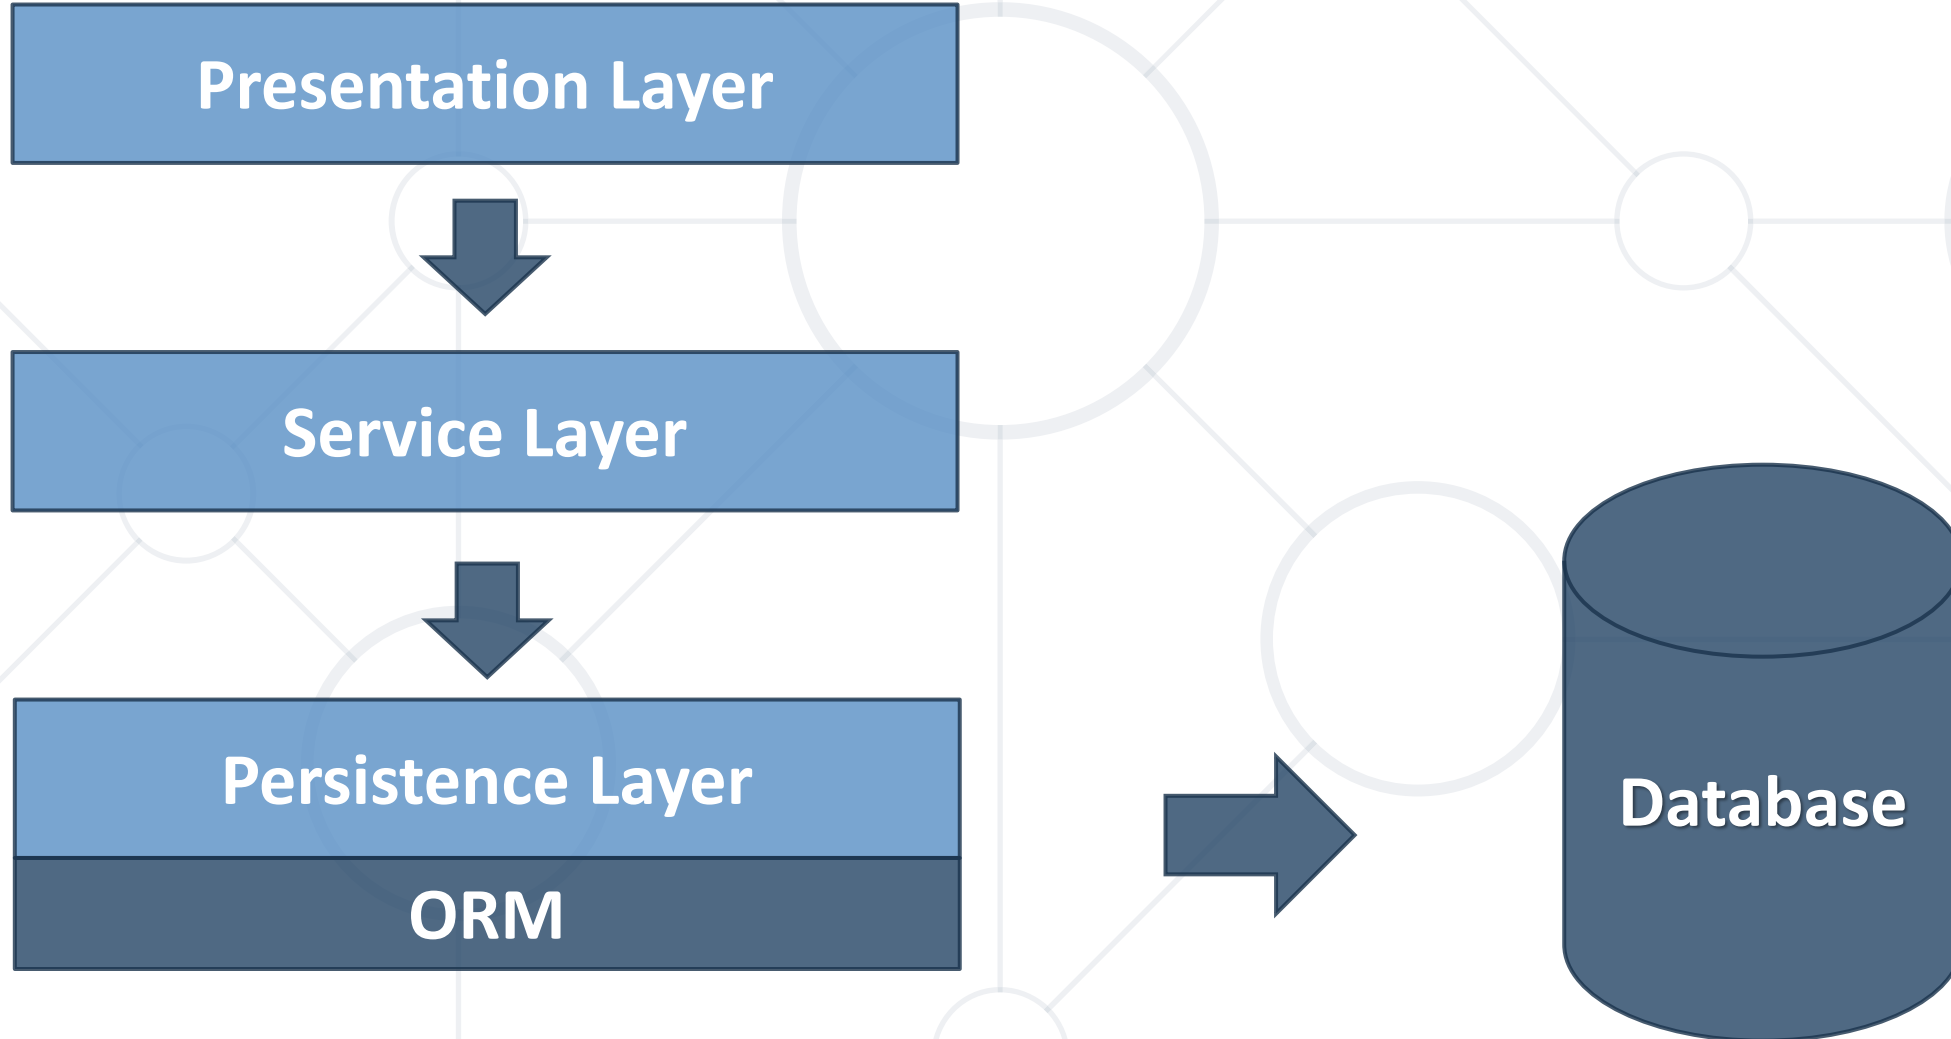 Presentation Layer
Service Layer
Persistence Layer
ORM
Database